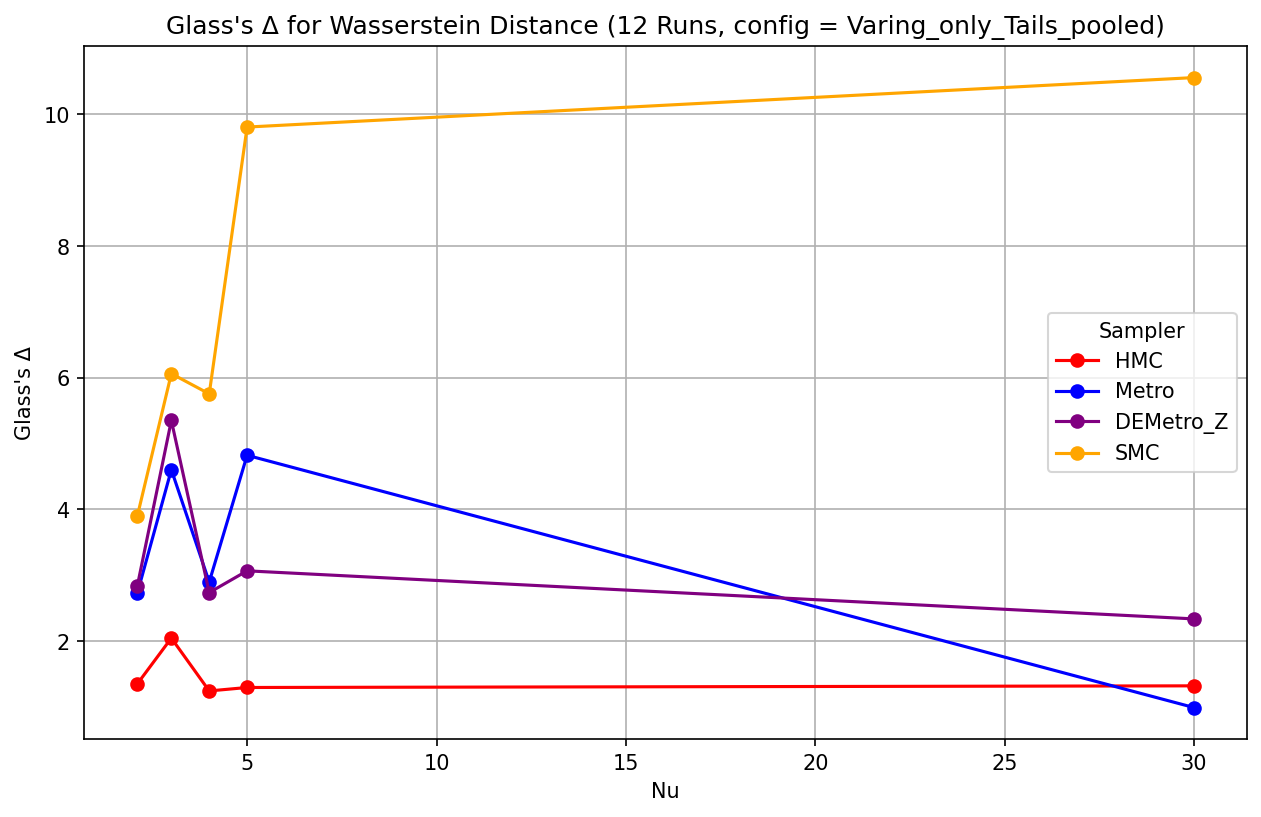 Glass's Δ for Wasserstein Distance (12 Runs, config = Varing_only_Tails_pooled)
Glass's Δ
10
8
6
4
2
Sampler
HMC
Metro
DEMetro_Z
SMC
5
10
15
20
25
30
Nu